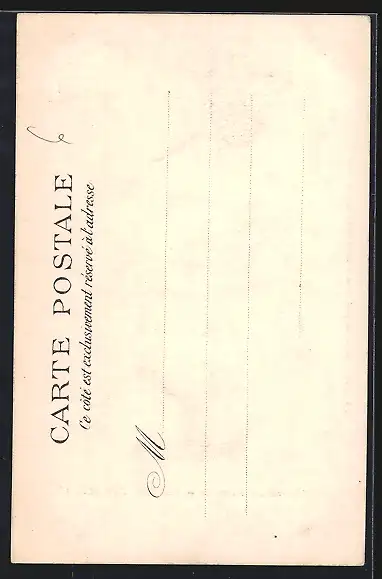 CARTE POSTALE
Ce côté est exclusivement réservé à l'adresse
M